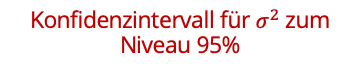 Konfidenzintervall für σ² zum
Niveau 95%